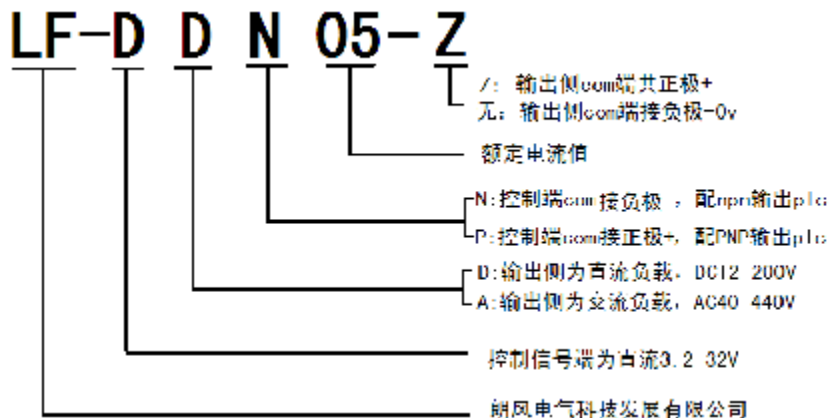 LF-DDN05-Z
Z: 输出侧com端共正极+
无: 输出侧com端接负极-0v
额定电流值
N:控制端com接负极 ,配npn输出plc
P:控制端com接正极+, 配PNP输出plc
D:输出侧为直流负载, DC12-200V
A:输出侧为交流负载, AC40-440V
控制信号端为直流3.2-32V
朗风电气科技发展有限公司